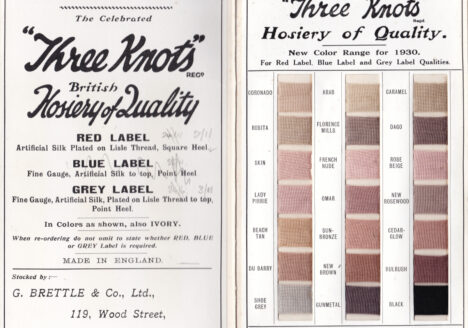 The Celebrated
"Three Knots"
REGD
British
Hosiery of Quality
RED LABEL
Artificial Silk Plated on Lisle Thread, Square Heel.
BLUE LABEL
Fine Gauge, Artificial Silk to top, Point Heel
GREY LABEL
Fine Gauge, Artificial Silk, Plated on Lisle Thread to top,
Point Heel.
In Colors as shown, also IVORY.
When re-ordering do not omit to state whether RED, BLUE
or GREY Label is required.
MADE IN ENGLAND.
Stocked by:—
G. BRETTLE & Co., Ltd.,
119, Wood Street,
"Three Knots"
Regd
Hosiery of Quality.
New Color Range for 1930.
For Red Label, Blue Label and Grey Label Qualities.
CORONADO
ARAB
CARAMEL
ROSITA
FLORENCE
MILLS
DAGO
SKIN
FRENCH
NUDE
ROBE
BEIGE
LADY
PIRBIE
OMAR
NEW
ROSEWOOD
BEACH
TAN
GUN-
BRONZE
CEDAR-
GLOW
DU BARRY
NEW
BROWN
BULRUSH
SHOE
GREY
GUNMETAL
BLACK